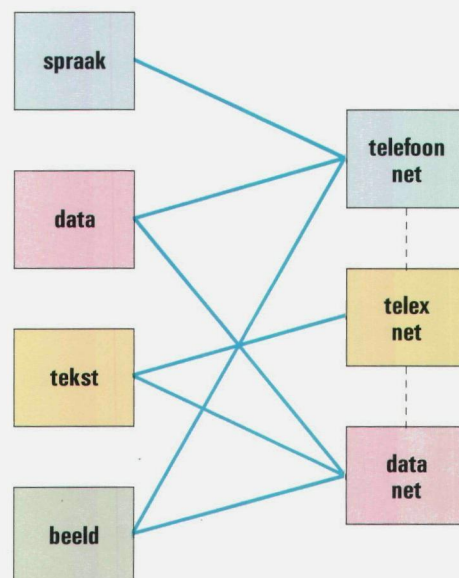 spraak
data
tekst
beeld
telefoon
net
telex
net
data
net